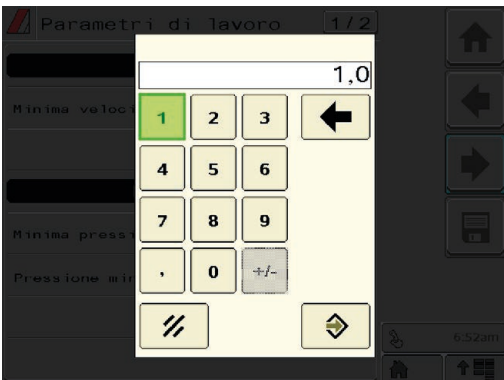 Parametri di lavoro 1/2
1,0
Minima veloci
1 2 3
4 5 6
7 8 9
Minima pressi
, 0 +/-
Pressione min
6:52am